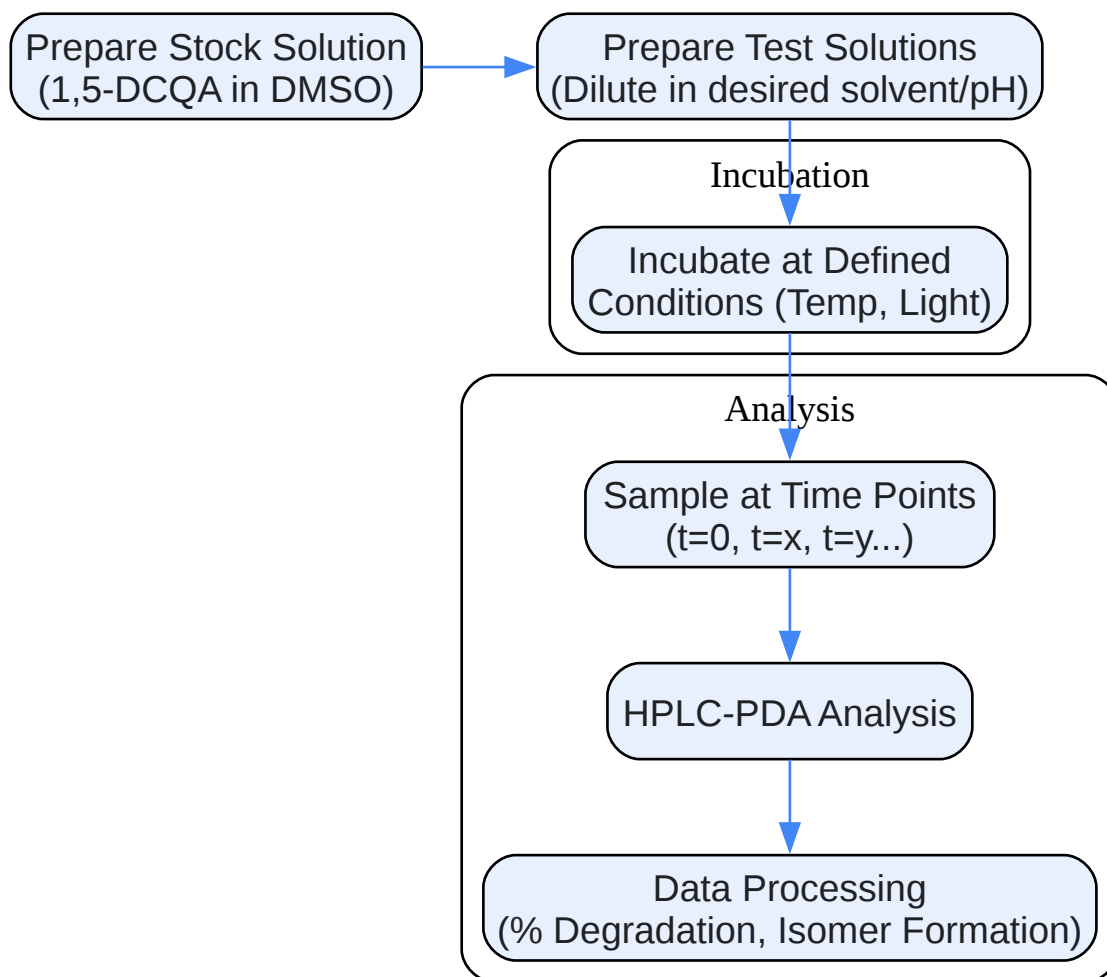 Prepare Stock Solution
(1,5-DCQA in DMSO)
Prepare Test Solutions
(Dilute in desired solvent/pH)
Incubation
Incubate at Defined
Conditions (Temp, Light)
Analysis
Sample at Time Points
(t=0, t=x, t=y...)
HPLC-PDA Analysis
Data Processing
(% Degradation, Isomer Formation)